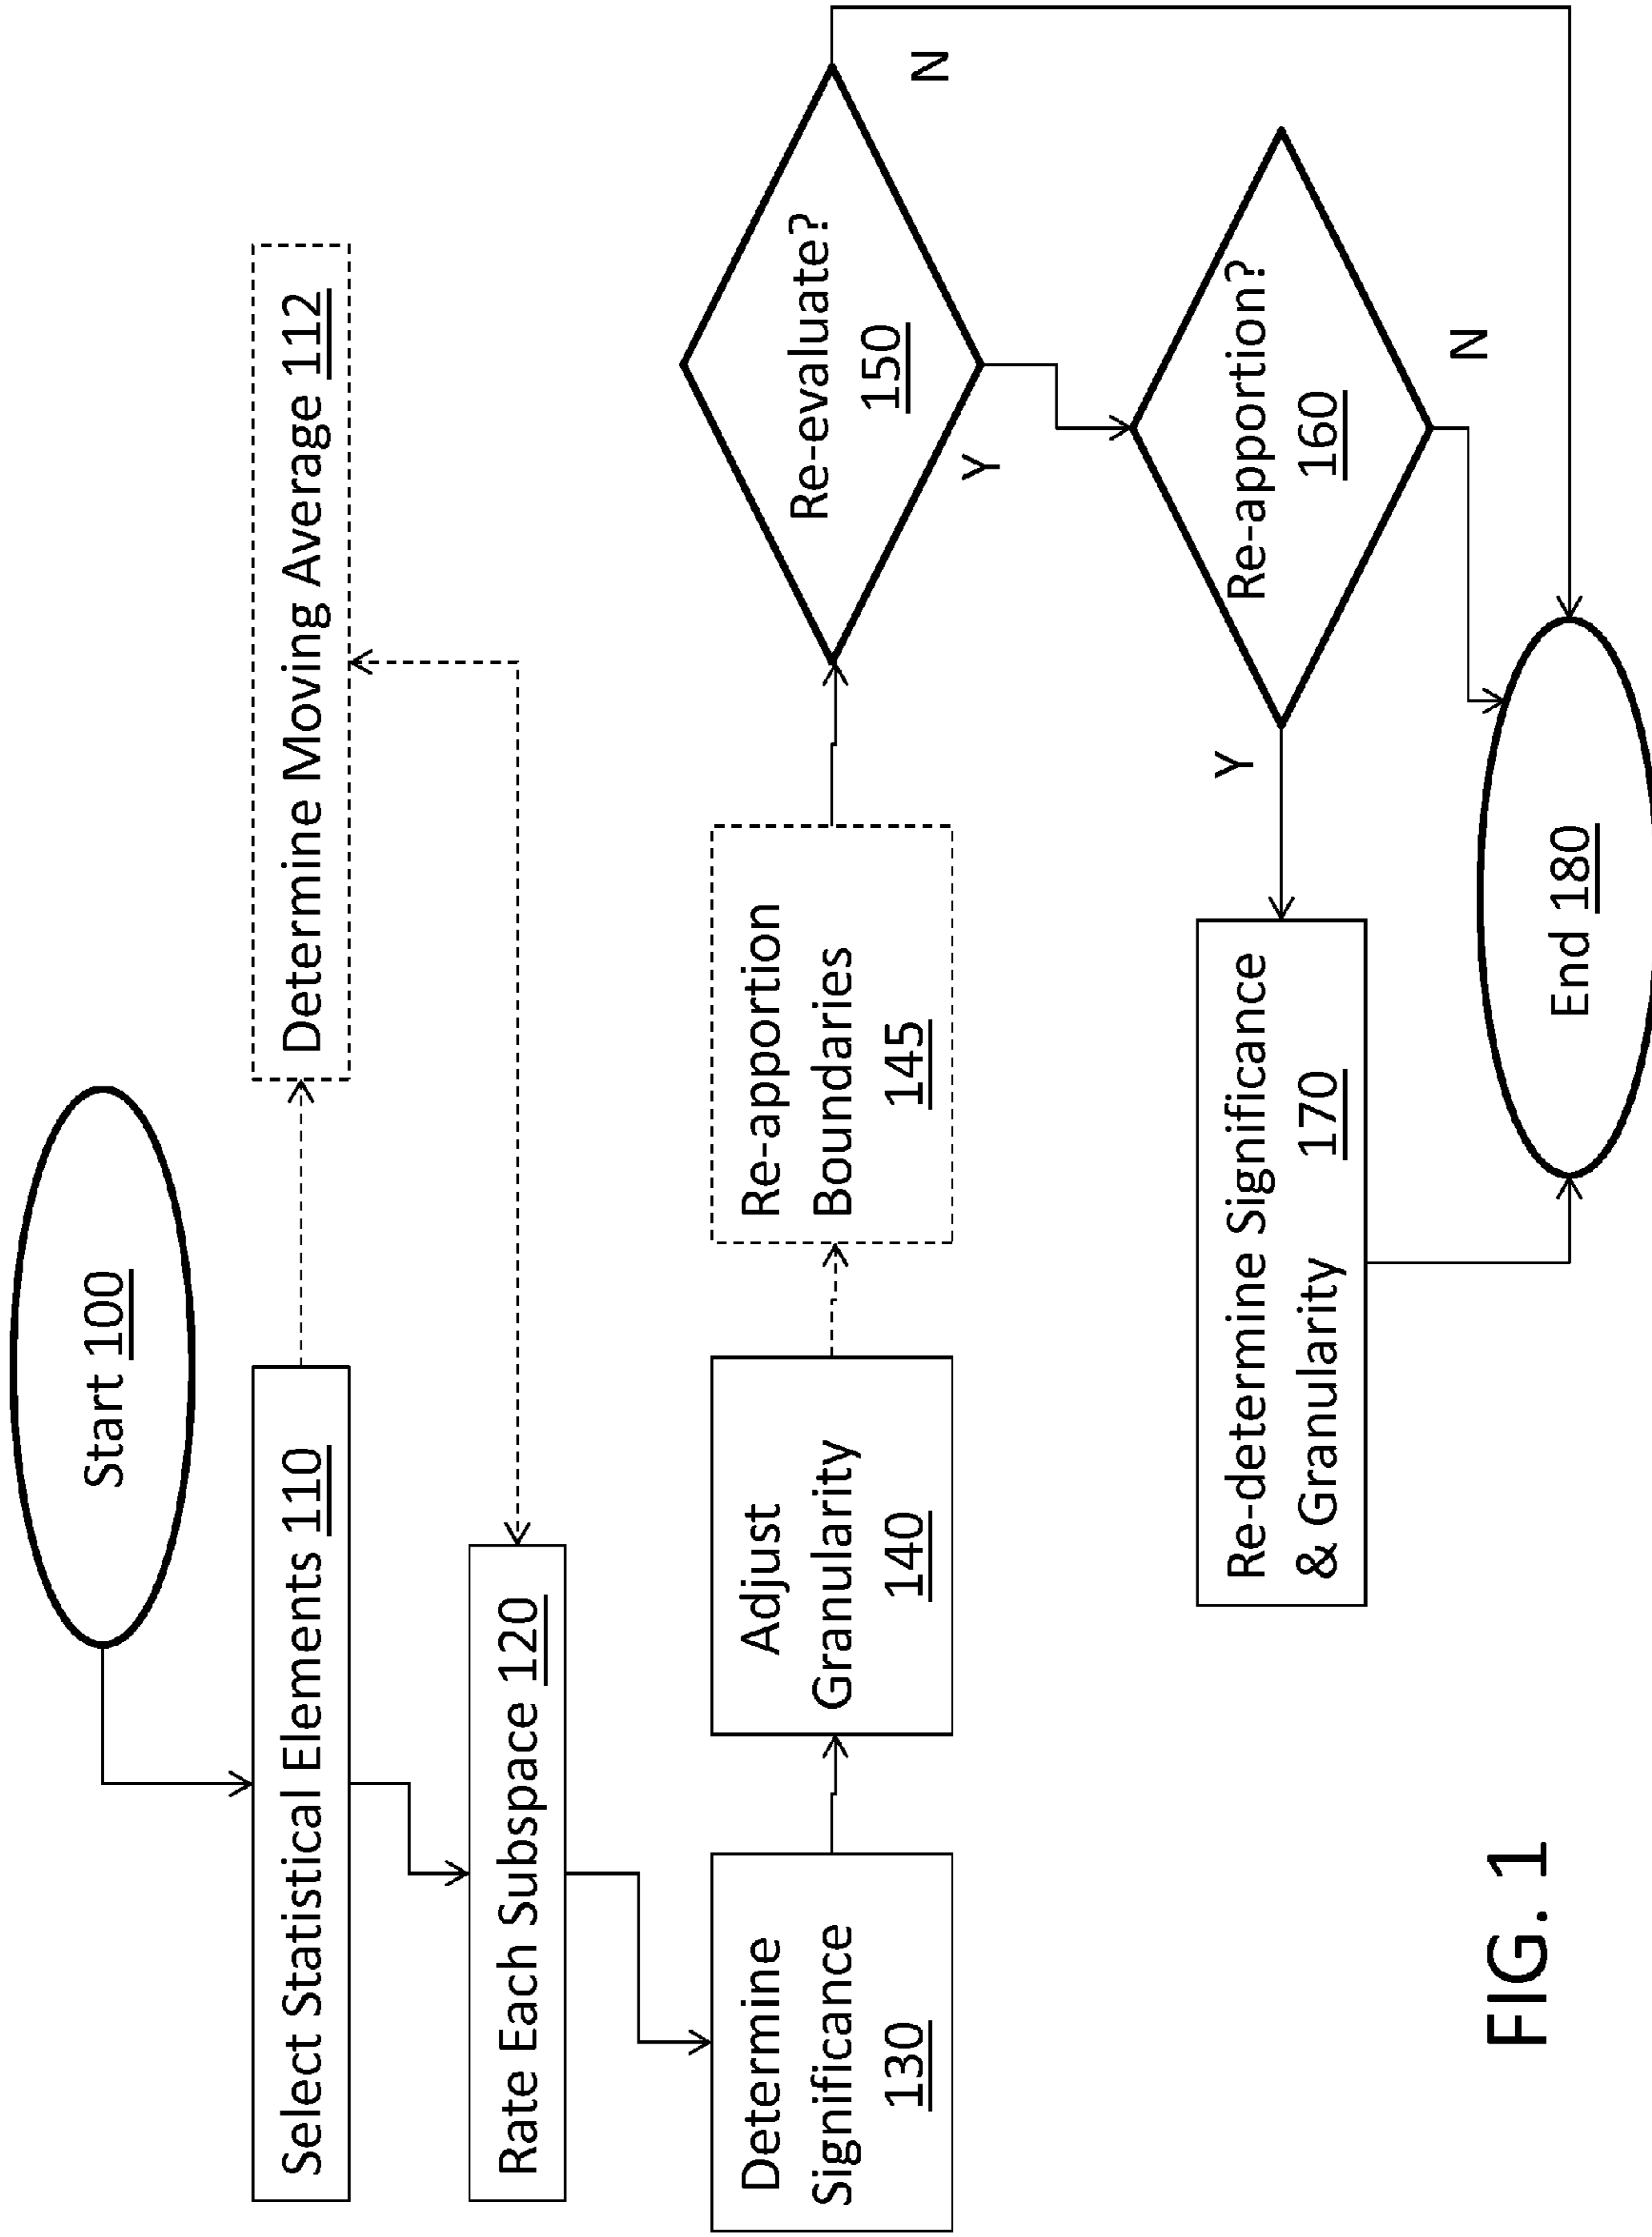 Start 100
Select Statistical Elements 110
Determine Moving Average 112
Rate Each Subspace 120
Determine
Significance
130
Adjust
Granularity
140
Re-apportion
Boundaries
145
Re-evaluate?
150
N
Y
Re-apportion?
160
Y
N
Re-determine Significance
& Granularity 170
End 180
FIG. 1